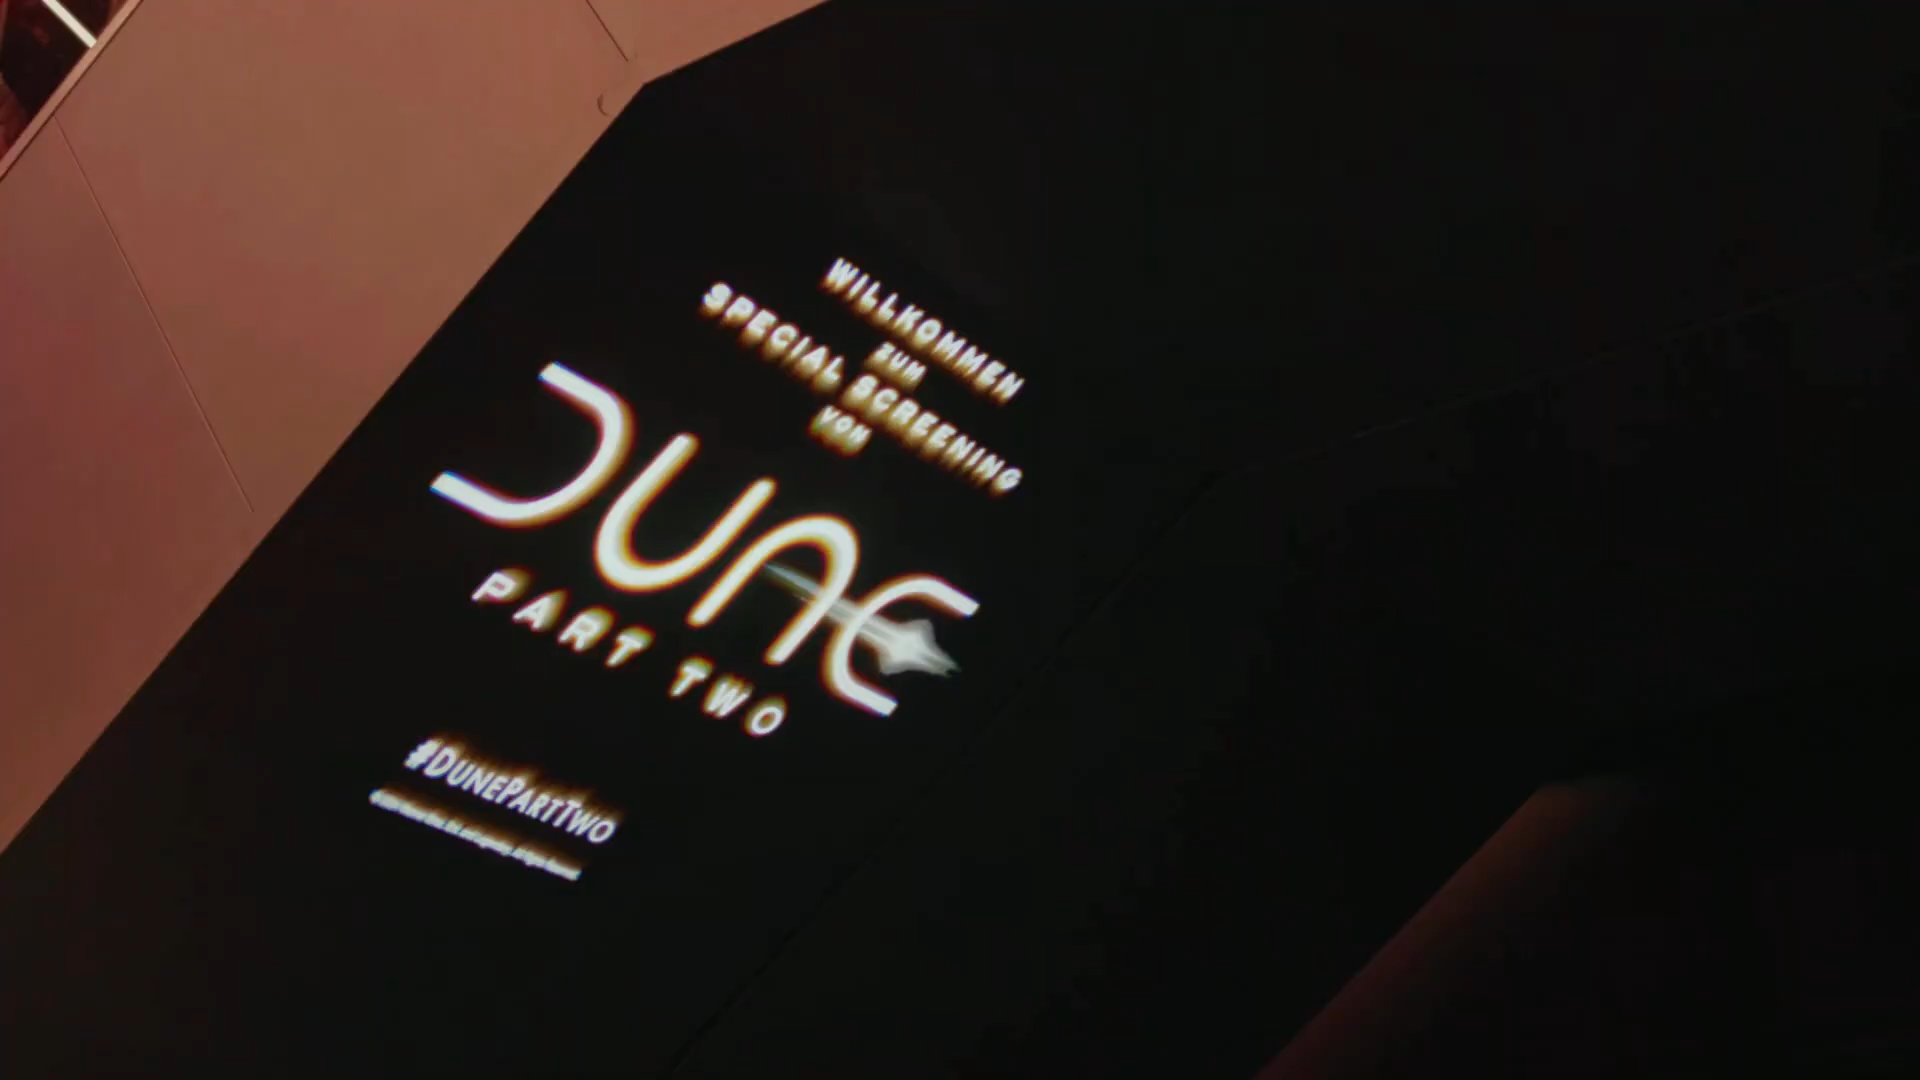 WILLKOMMEN
ZUM
SPECIAL SCREENING
VON
DUNE
PART TWO
#DUNEPARTTWO